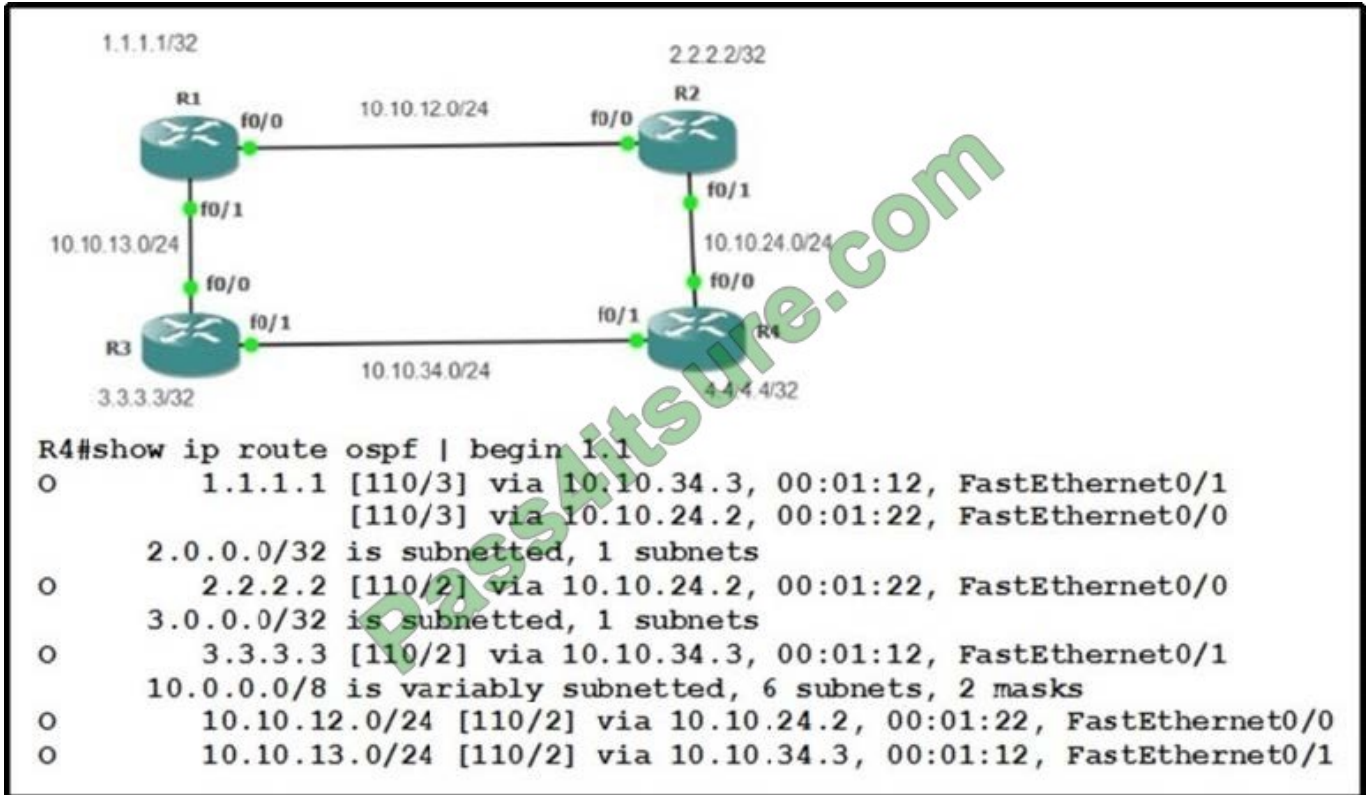 1.1.1.1/32
2.2.2.2/32
R1
R2
f0/0
10.10.12.0/24
f0/0
f0/1
f0/1
10.10.13.0/24
10.10.24.0/24
f0/0
f0/0
f0/1
f0/1
R3
R4
10.10.34.0/24
3.3.3.3/32
4.4.4.4/32
R4#show ip route ospf | begin 1.1
O 1.1.1.1 [110/3] via 10.10.34.3, 00:01:12, FastEthernet0/1
[110/3] via 10.10.24.2, 00:01:22, FastEthernet0/0
2.0.0.0/32 is subnetted, 1 subnets
O 2.2.2.2 [110/2] via 10.10.24.2, 00:01:22, FastEthernet0/0
3.0.0.0/32 is subnetted, 1 subnets
O 3.3.3.3 [110/2] via 10.10.34.3, 00:01:12, FastEthernet0/1
10.0.0.0/8 is variably subnetted, 6 subnets, 2 masks
O 10.10.12.0/24 [110/2] via 10.10.24.2, 00:01:22, FastEthernet0/0
O 10.10.13.0/24 [110/2] via 10.10.34.3, 00:01:12, FastEthernet0/1
Pass4itsure.com